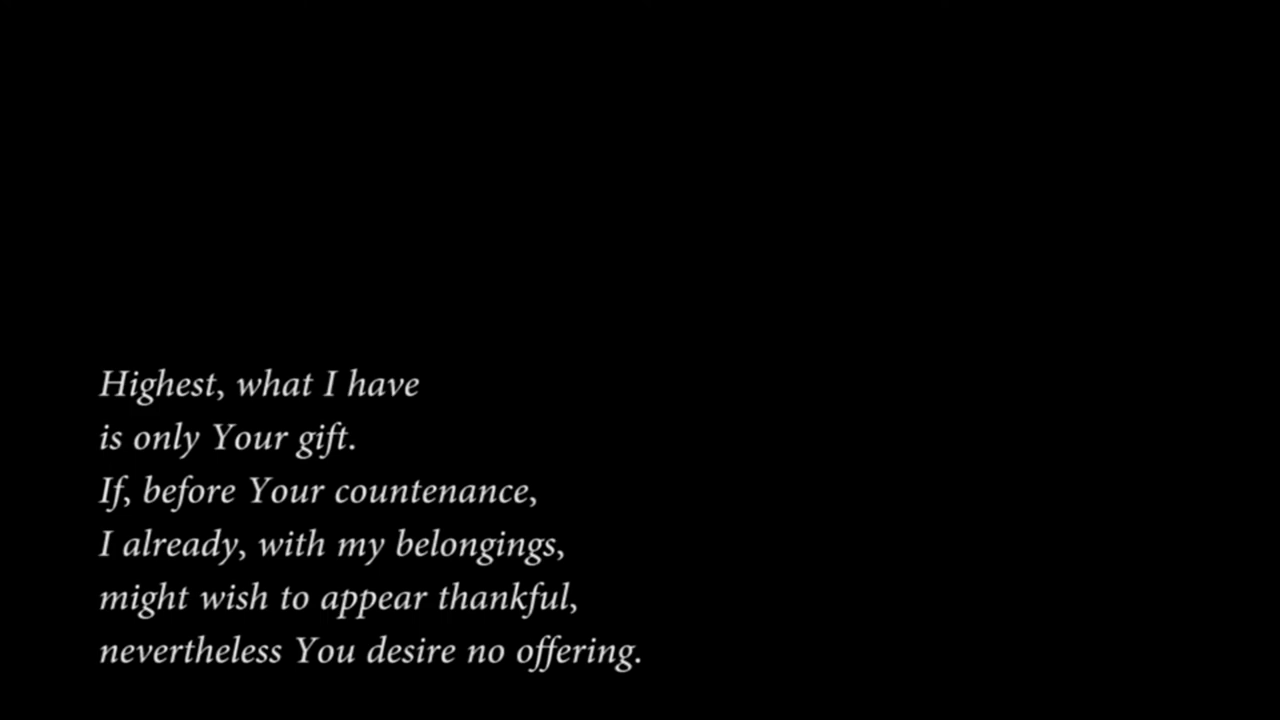 Highest, what I have
is only Your gift.
If, before Your countenance,
I already, with my belongings,
might wish to appear thankful,
nevertheless You desire no offering.